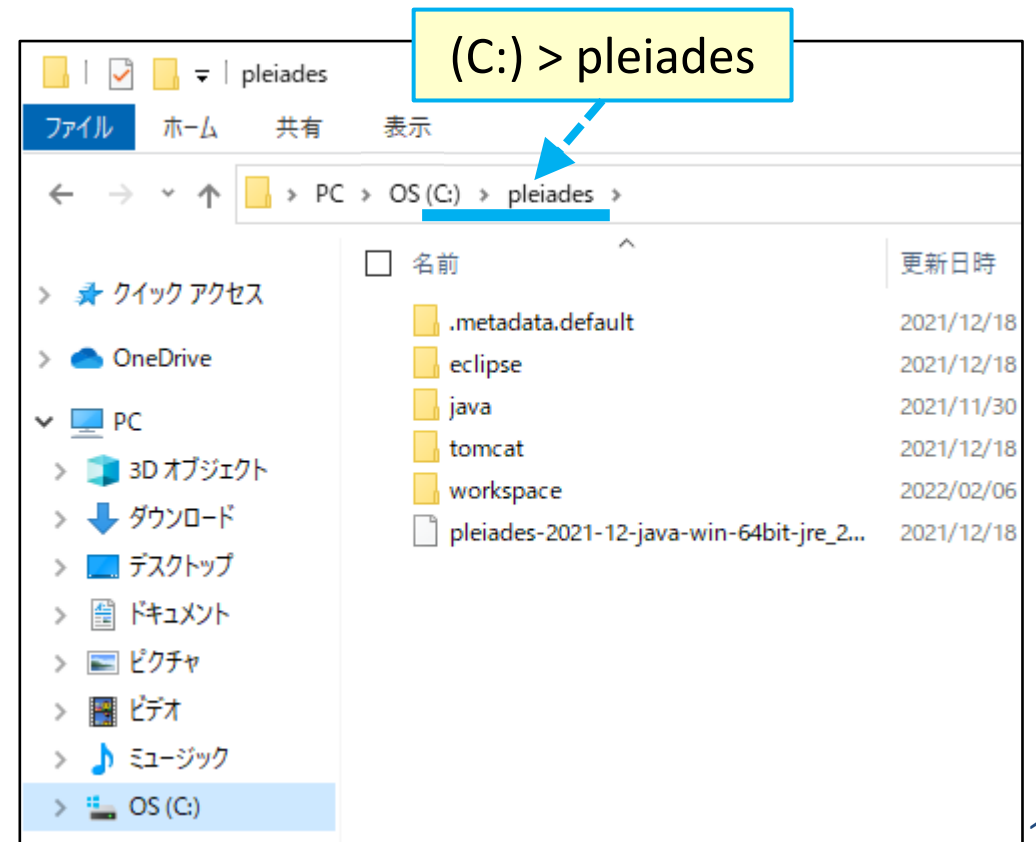 (C:) > pleiades
pleiades
ファイル ホーム 共有 表示
PC > OS (C:) > pleiades >
名前 更新日時
クイック アクセス
.metadata.default 2021/12/18
OneDrive
eclipse 2021/12/18
java 2021/11/30
PC
tomcat 2021/12/18
3D オブジェクト
workspace 2022/02/06
ダウンロード
pleiades-2021-12-java-win-64bit-jre_2... 2021/12/18
デスクトップ
ドキュメント
ピクチャ
ビデオ
ミュージック
OS (C:)